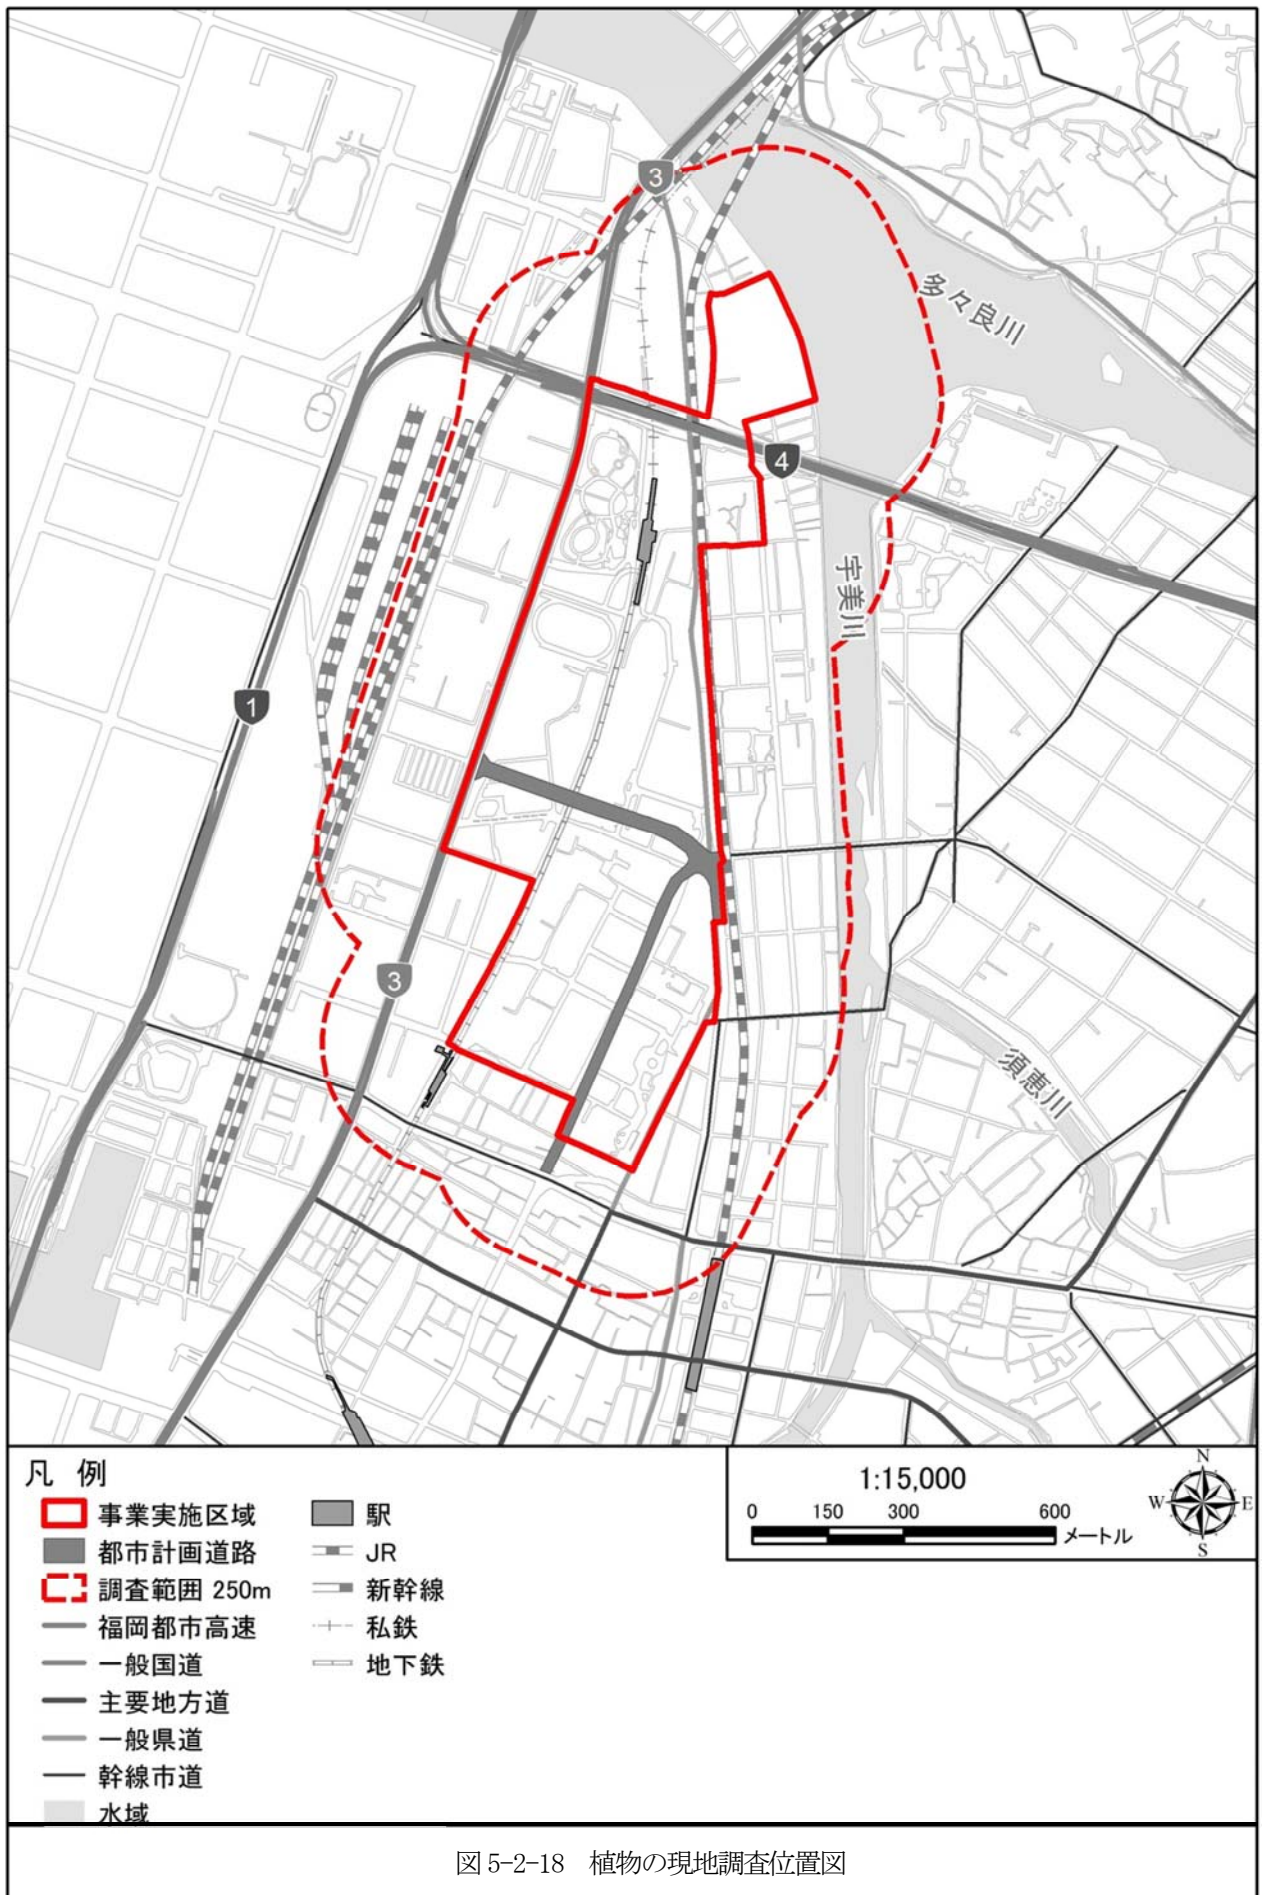 3
多々良川
4
宇美川
1
3
須恵川
凡 例
事業実施区域
都市計画道路
調査範囲 250m
福岡都市高速
一般国道
主要地方道
一般県道
幹線市道
水域
駅
JR
新幹線
私鉄
地下鉄
1:15,000
0 150 300 600
メートル
N
W E
S
図 5-2-18 植物の現地調査位置図